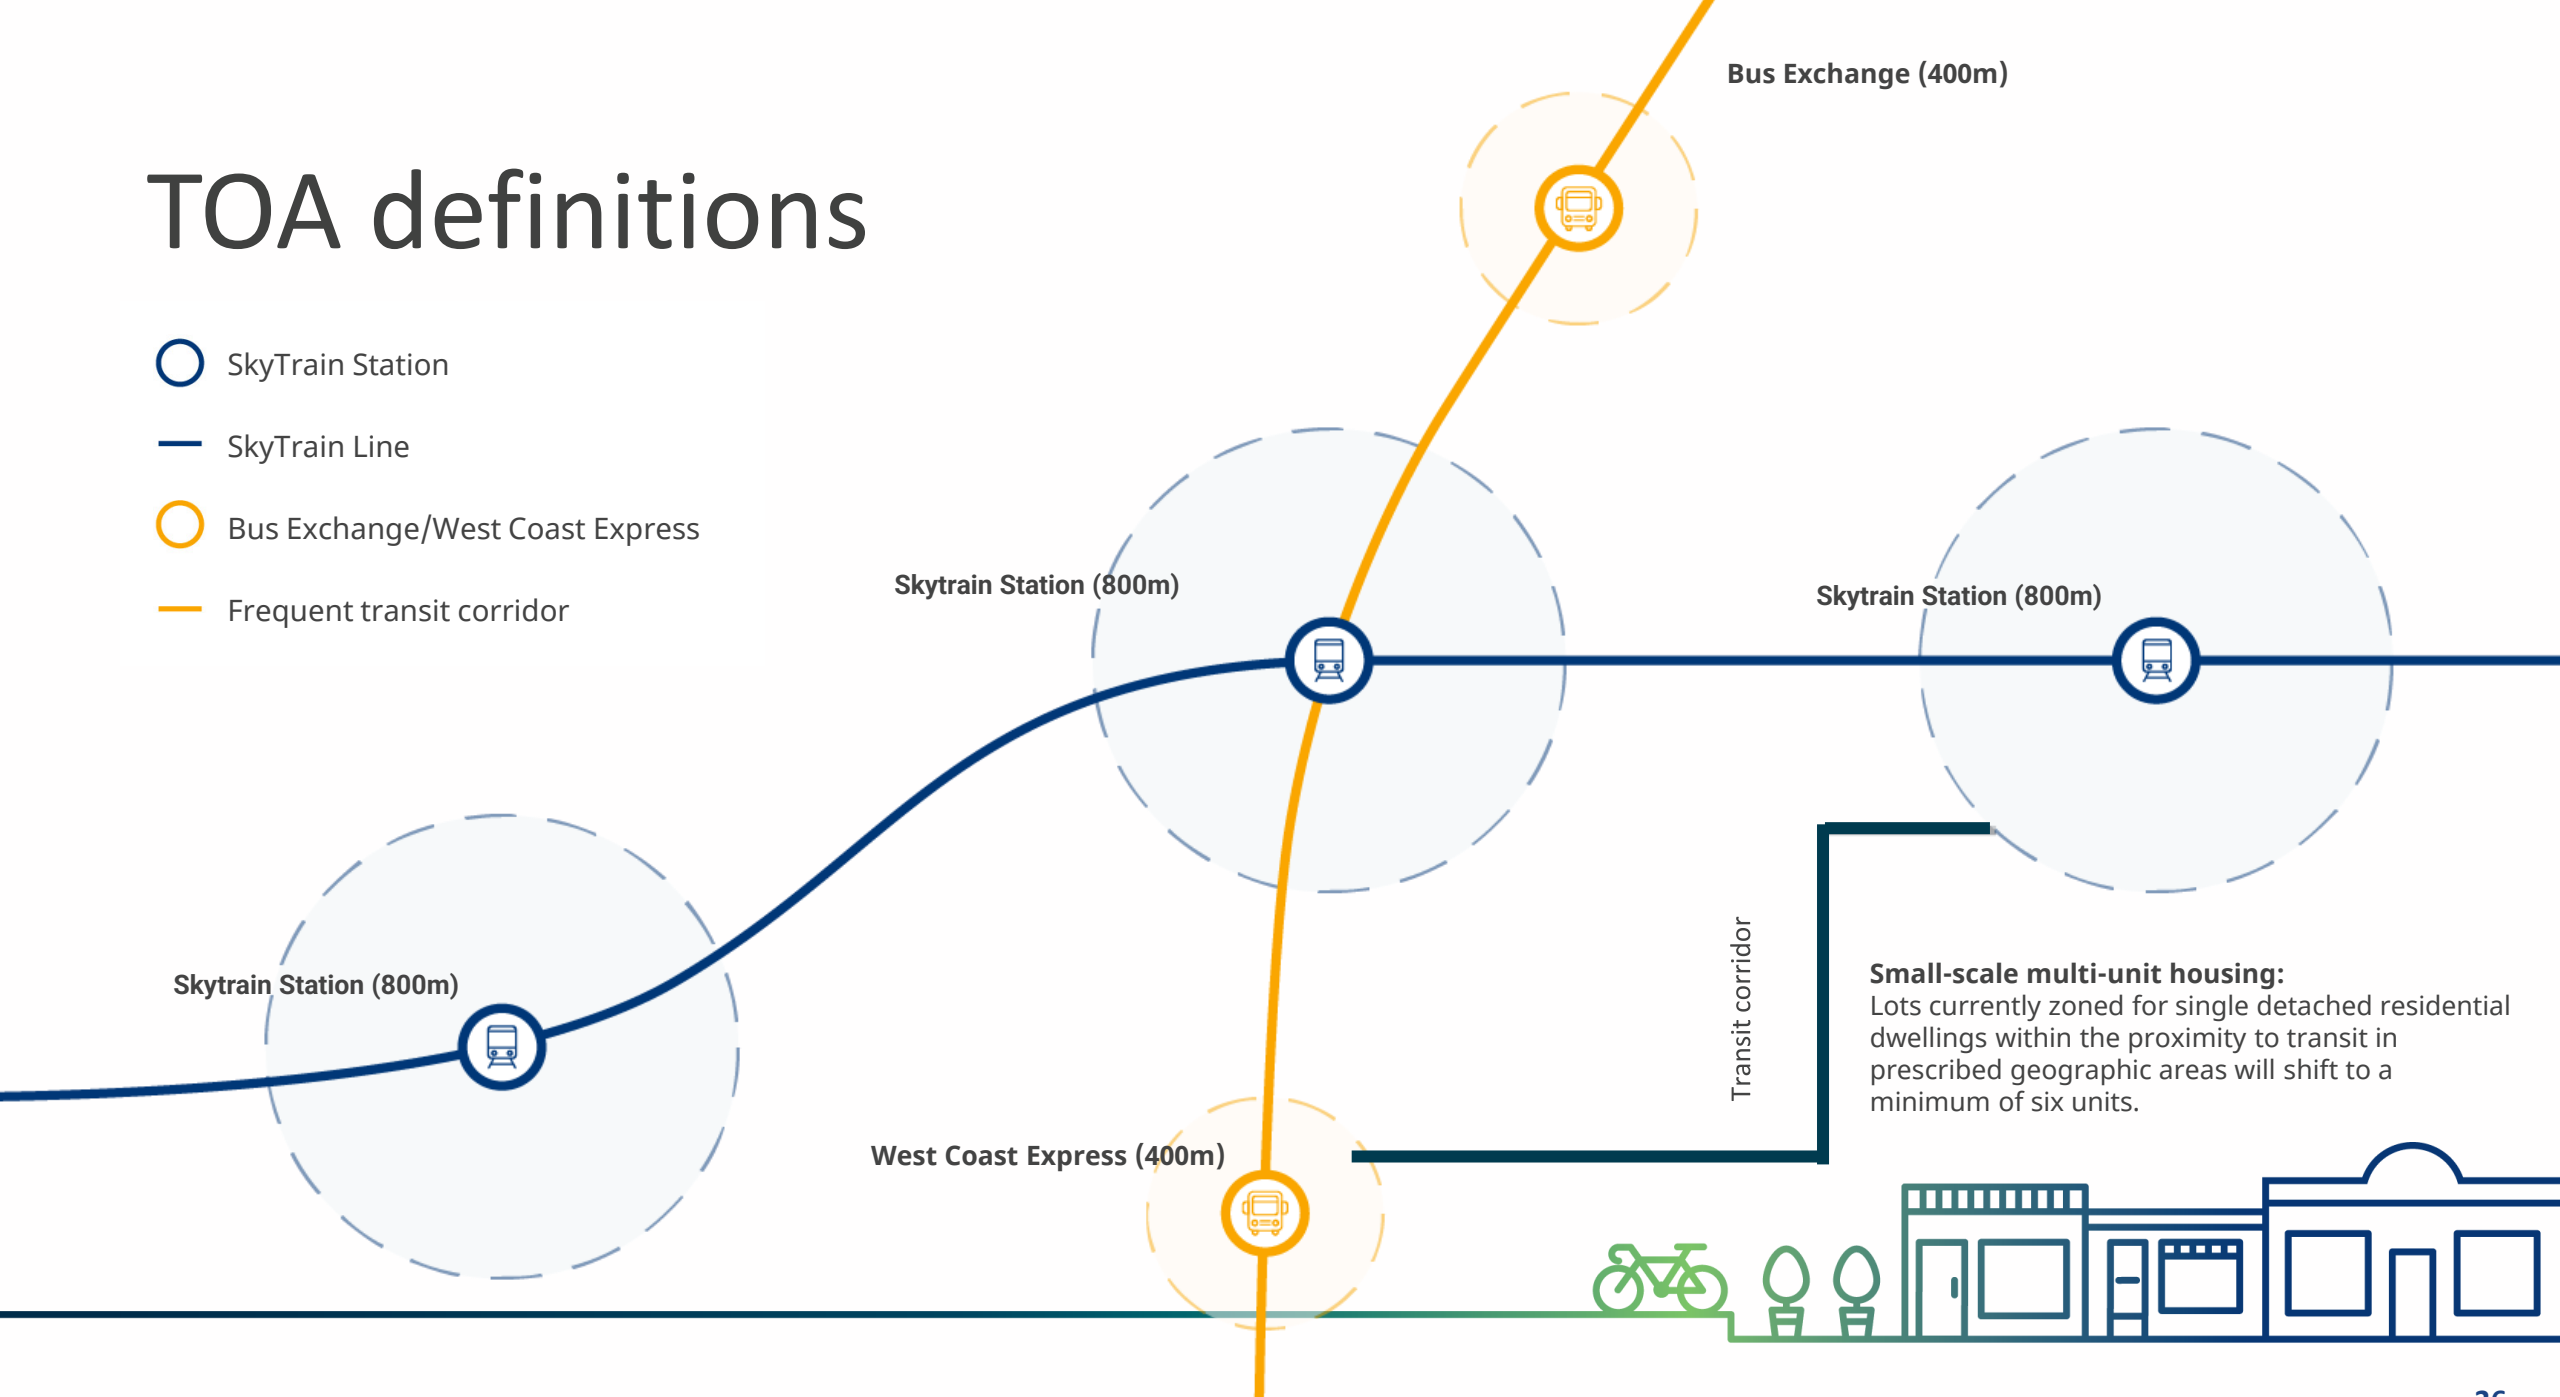 Bus Exchange (400m)
TOA definitions
SkyTrain Station
SkyTrain Line
Bus Exchange/West Coast Express
Frequent transit corridor
Skytrain Station (800m)
Skytrain Station (800m)
Skytrain Station (800m)
Transit corridor
Small-scale multi-unit housing:
Lots currently zoned for single detached residential
dwellings within the proximity to transit in
prescribed geographic areas will shift to a
minimum of six units.
West Coast Express (400m)